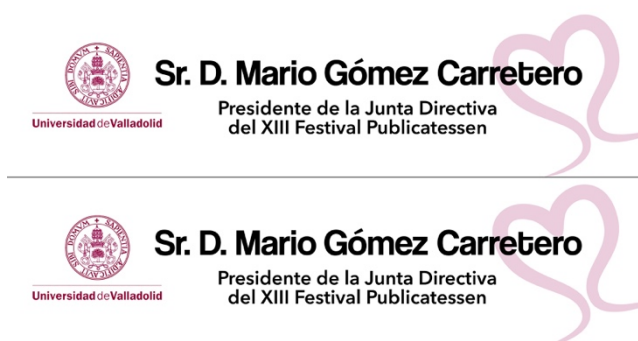 Sr. D. Mario Gómez Carretero
Presidente de la Junta Directiva
del XIII Festival Publicatessen
Universidad de Valladolid
Sr. D. Mario Gómez Carretero
Presidente de la Junta Directiva
del XIII Festival Publicatessen
Universidad de Valladolid